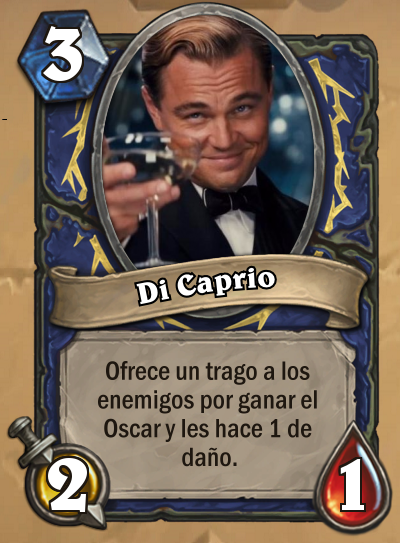 3
Di Caprio
Ofrece un trago a los
enemigos por ganar el
Oscar y les hace 1 de
daño.
2
1